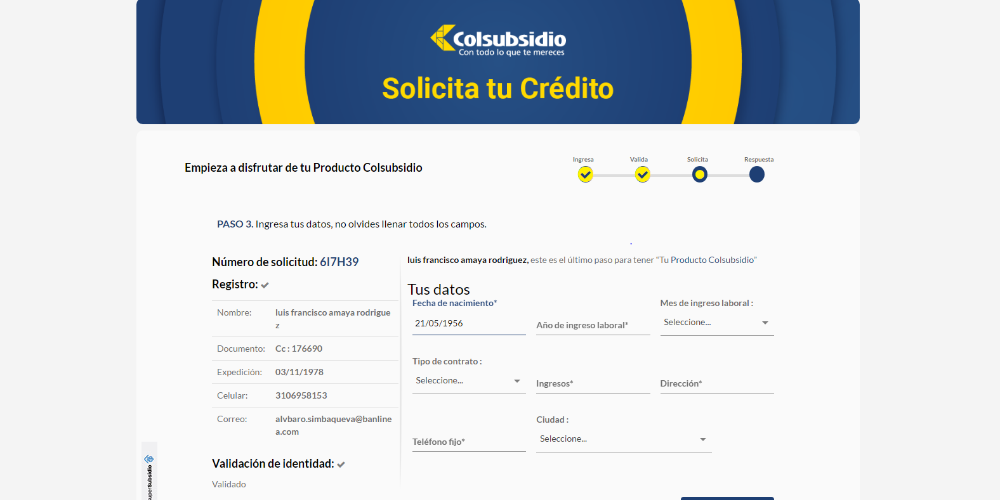 Colsubsidio
Con todo lo que te mereces
Solicita tu Crédito
Empieza a disfrutar de tu Producto Colsubsidio
Ingresa
Valida
Solicita
Respuesta
PASO 3. Ingresa tus datos, no olvides llenar todos los campos.
Número de solicitud: 6I7H39
Registro:
Nombre: luis francisco amaya rodrigue
z
Documento: Cc : 176690
Expedición: 03/11/1978
Celular: 3106958153
Correo: alvbaro.simbaqueva@banline
a.com
Validación de identidad:
Validado
luis francisco amaya rodriguez, este es el último paso para tener “Tu Producto Colsubsidio”
Tus datos
Fecha de nacimiento*
21/05/1956
Año de ingreso laboral*
Mes de ingreso laboral :
Seleccione...
Tipo de contrato :
Seleccione...
Ingresos*
Dirección*
Teléfono fijo*
Ciudad :
Seleccione...
SuperSubsidio